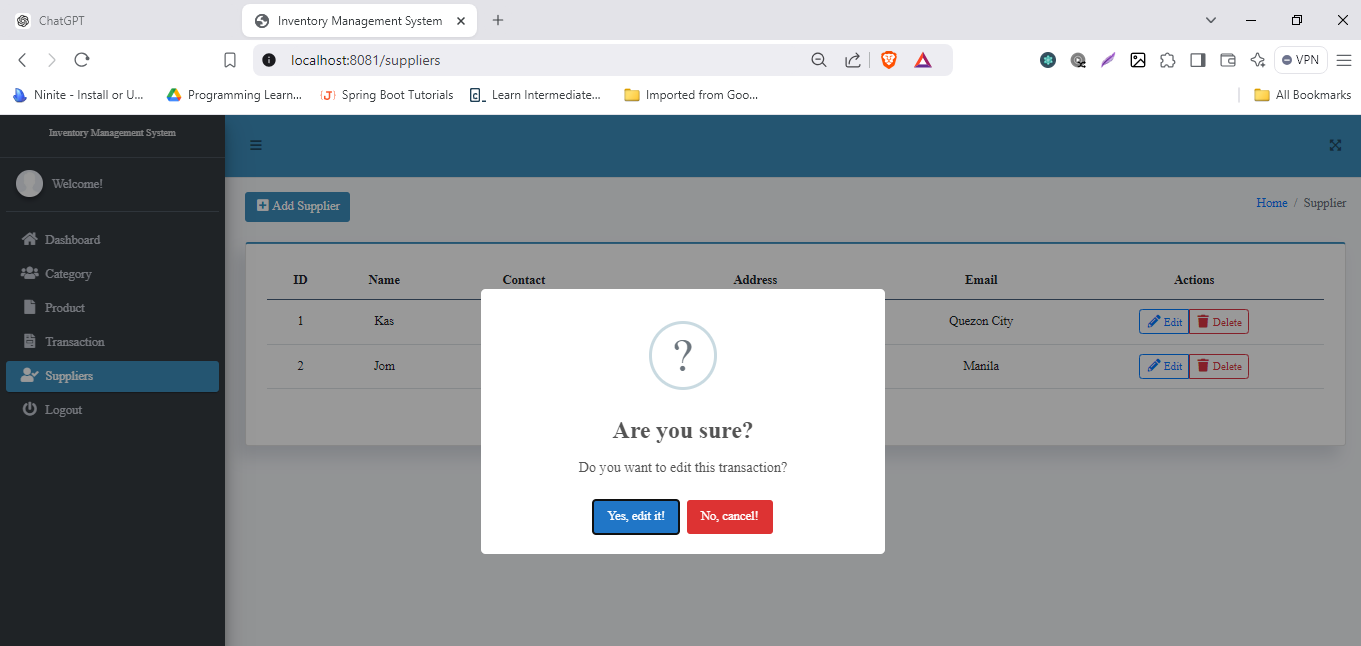 ChatGPT
Inventory Management System
localhost:8081/suppliers
VPN
Ninite - Install or U...
Programming Learn...
Spring Boot Tutorials
Learn Intermediate...
Imported from Goo...
All Bookmarks
Inventory Management System
Welcome!
Dashboard
Category
Product
Transaction
Suppliers
Logout
Add Supplier
Home / Supplier
ID Name Contact Address Email Actions
1 Kas Quezon City Edit Delete
2 Jom Manila Edit Delete
?
Are you sure?
Do you want to edit this transaction?
Yes, edit it! No, cancel!